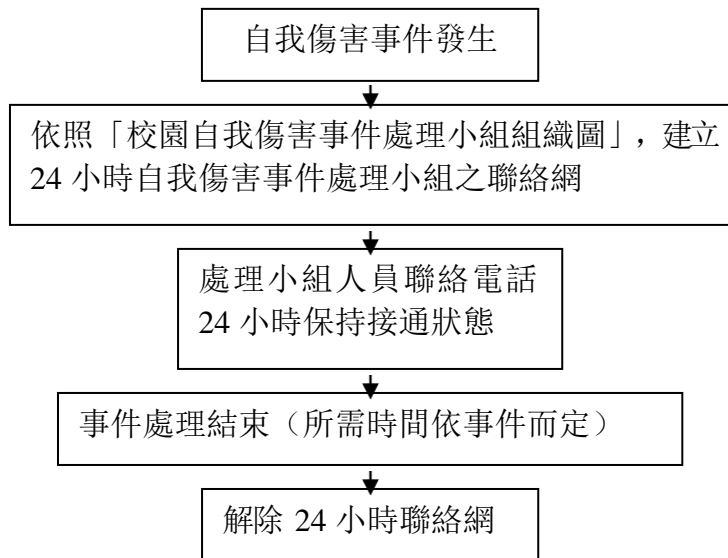 自我傷害事件發生
依照「校園自我傷害事件處理小組組織圖」，建立
24 小時自我傷害事件處理小組之聯絡網
處理小組人員聯絡電話
24 小時保持接通狀態
事件處理結束（所需時間依事件而定）
解除 24 小時聯絡網